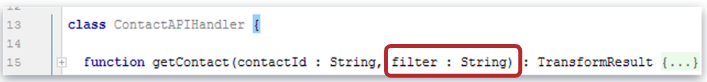 12
13 class ContactAPIHandler {
14
15 function getContact(contactId : String, filter : String) : TransformResult {...}